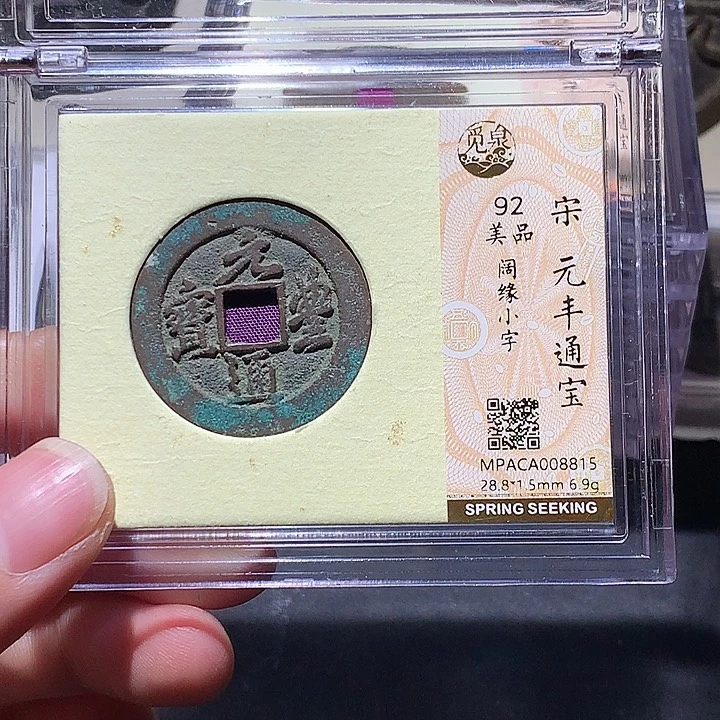 元豐通寶
觅泉
宋 元丰通宝
92
美品
阔缘小字
MPACA008815
28.8*1.5mm 6.9g
SPRING SEEKING